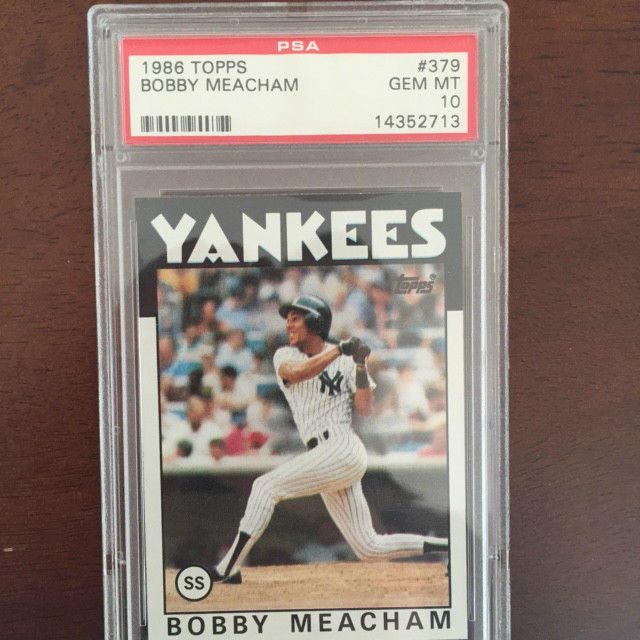 PSA
1986 TOPPS #379
BOBBY MEACHAM GEM MT
10
14352713
YANKEES
Topps®
NY
SS
BOBBY MEACHAM